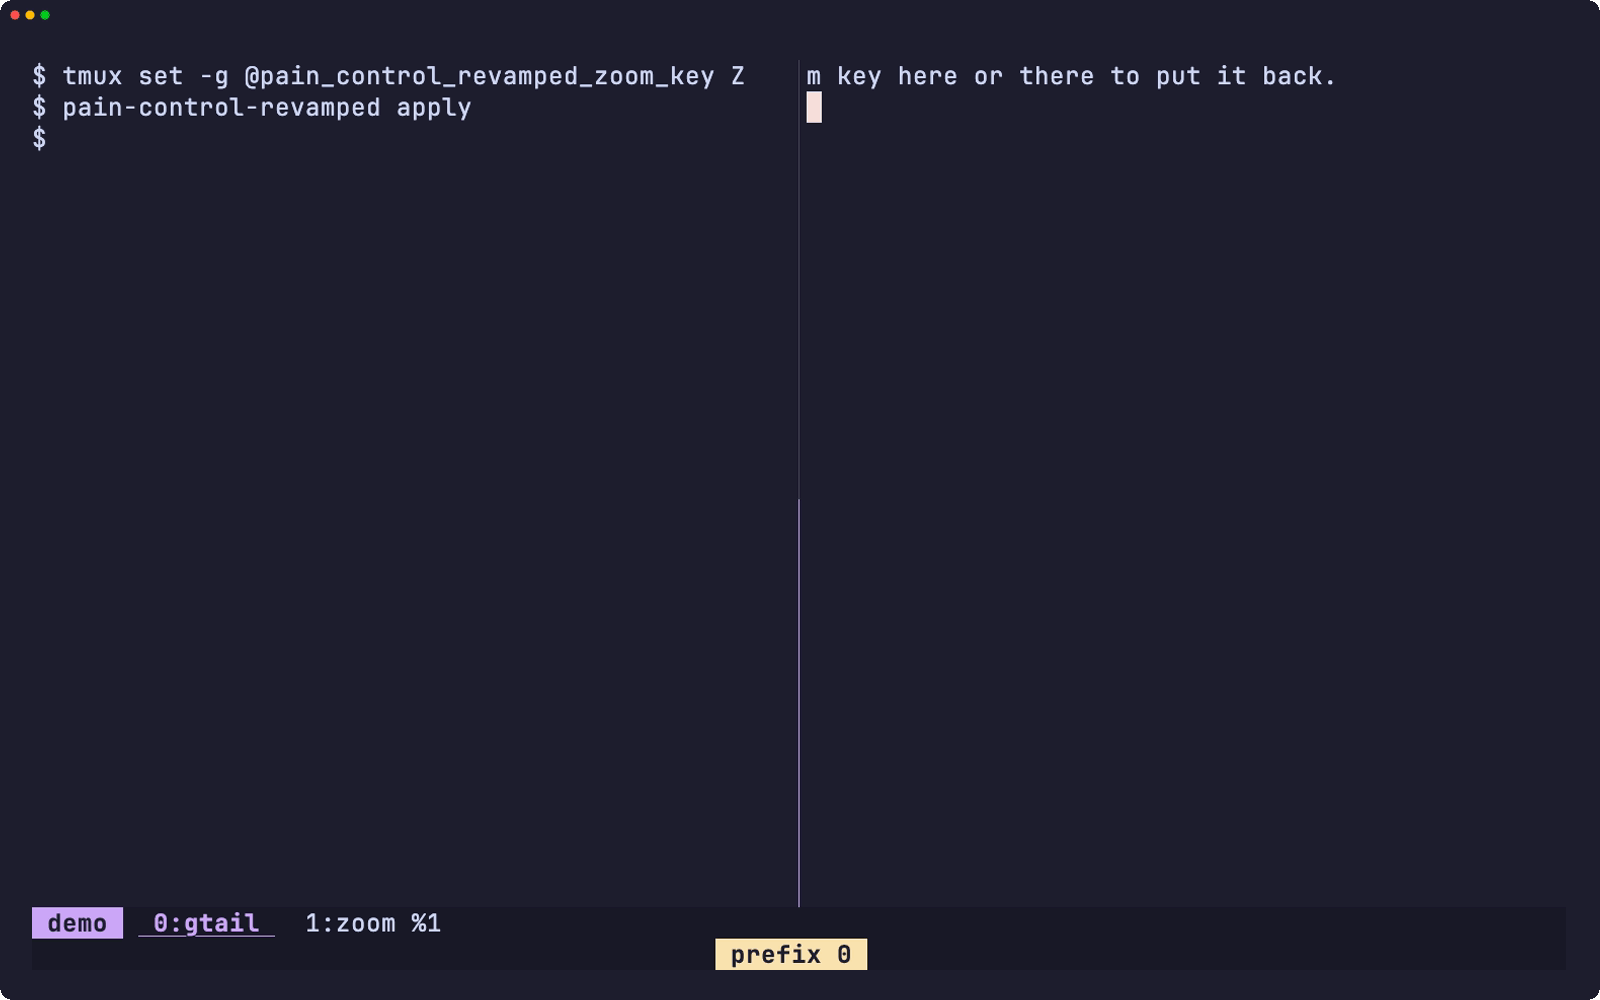 $ tmux set -g @pain_control_revamped_zoom_key Z
$ pain-control-revamped apply
$
m key here or there to put it back.
demo 0:gtail 1:zoom %1
prefix 0